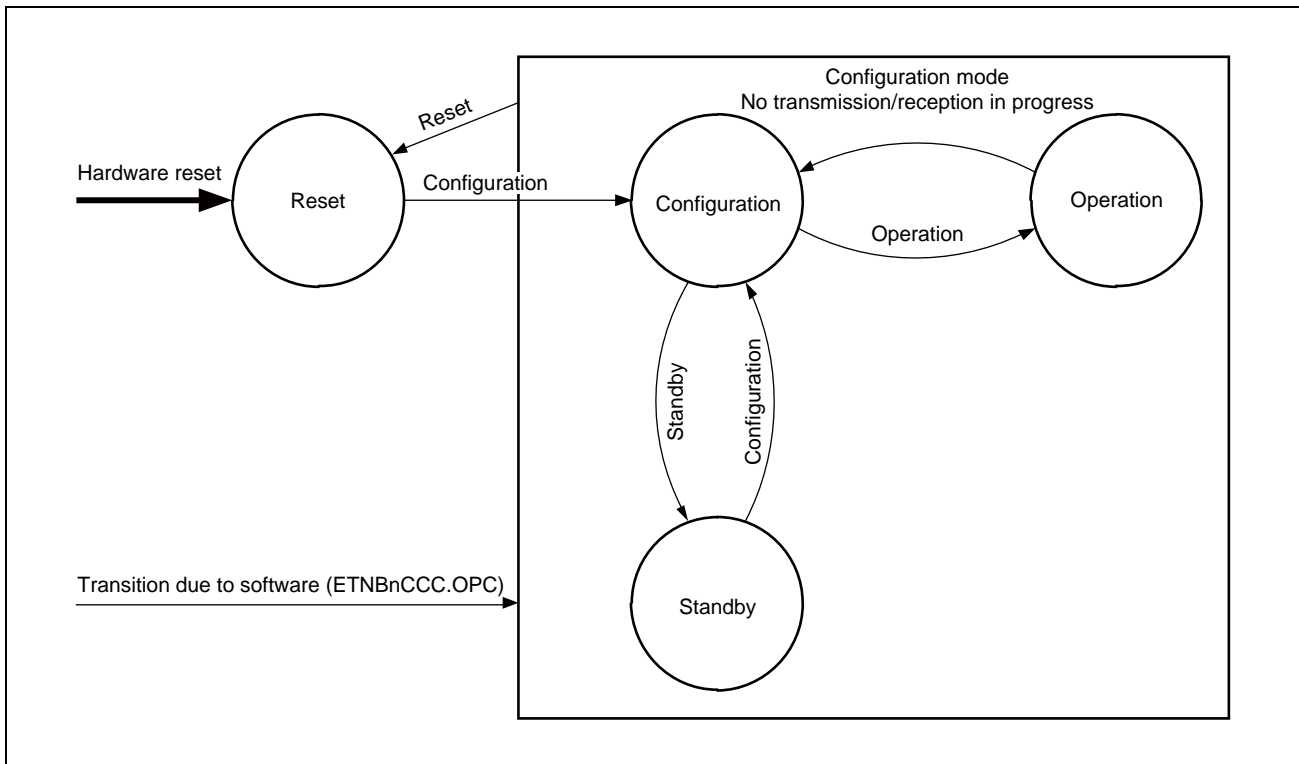 Configuration mode
No transmission/reception in progress
Reset
Hardware reset
Configuration
Reset
Configuration
Operation
Operation
Standby
Configuration
Transition due to software (ETNBnCCC.OPC)
Standby